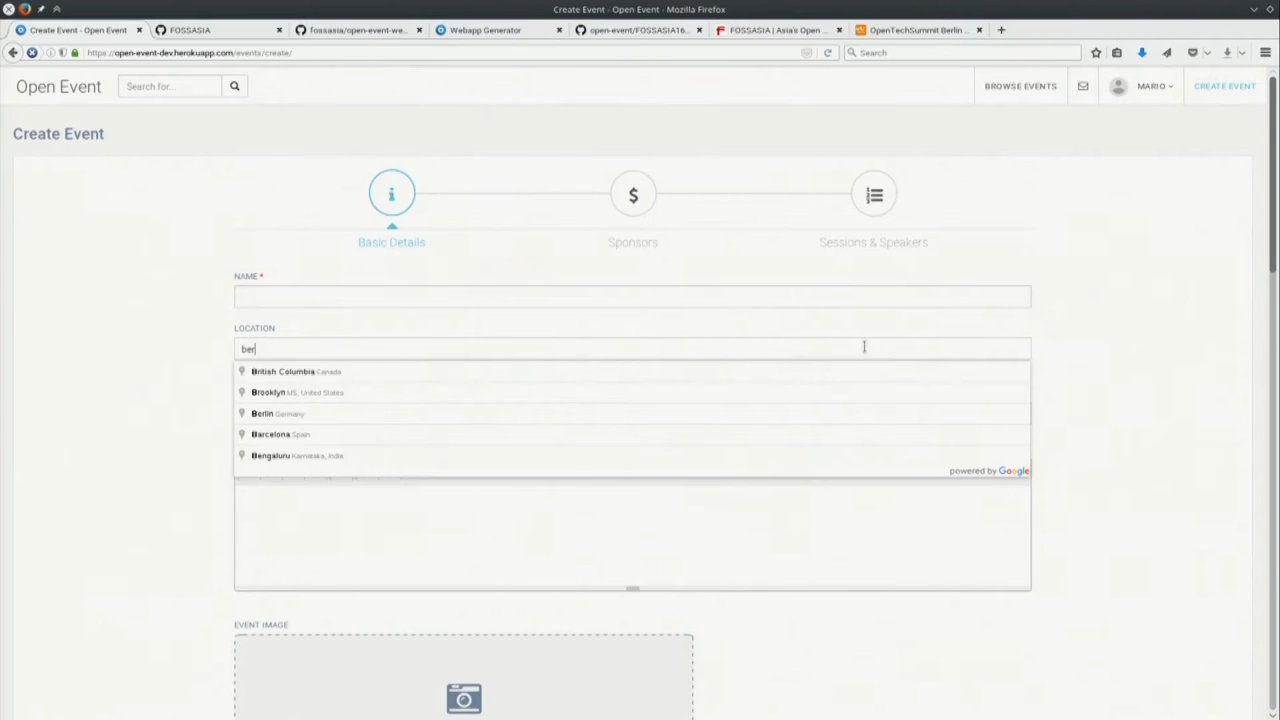 Create Event - Open Event - Mozilla Firefox
Create Event - Open Event
FOSSASIA
fossasia/open-event-we...
Webapp Generator
open-event/FOSSASIA16...
FOSSASIA | Asia's Open ...
OpenTechSummit Berlin ...
https://open-event-dev.herokuapp.com/events/create/
Search
Open Event
Search for...
BROWSE EVENTS
MARIO
CREATE EVENT
Create Event
Basic Details
Sponsors
Sessions & Speakers
NAME *
LOCATION
ber
British Columbia Canada
Brooklyn MS, United States
Berlin Germany
Barcelona Spain
Bengaluru Karnataka, India
powered by Google
EVENT IMAGE